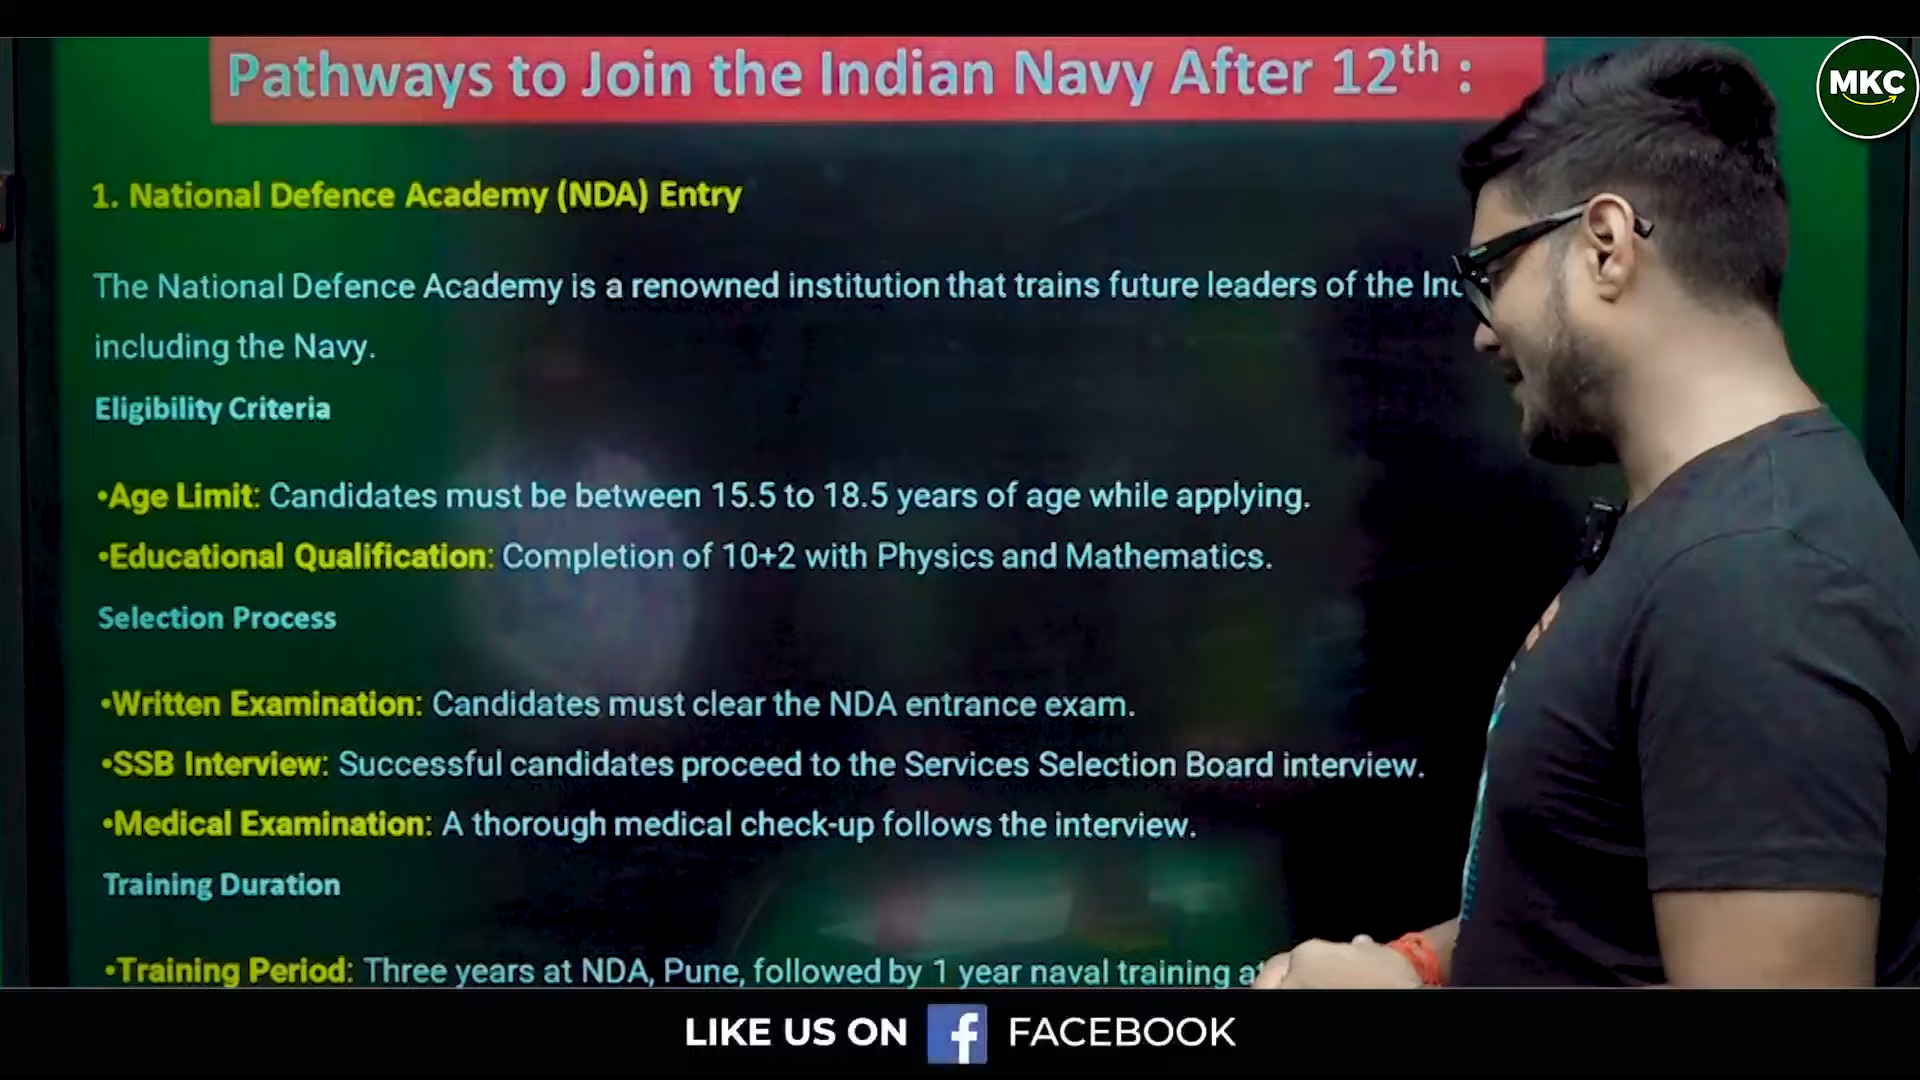 Pathways to Join the Indian Navy After 12th :
MKC
1. National Defence Academy (NDA) Entry
The National Defence Academy is a renowned institution that trains future leaders of the
including the Navy.
Eligibility Criteria
•Age Limit: Candidates must be between 15.5 to 18.5 years of age while applying.
•Educational Qualification: Completion of 10+2 with Physics and Mathematics.
Selection Process
•Written Examination: Candidates must clear the NDA entrance exam.
•SSB Interview: Successful candidates proceed to the Services Selection Board interview.
•Medical Examination: A thorough medical check-up follows the interview.
Training Duration
•Training Period: Three years at NDA, Pune, followed by 1 year naval training
LIKE US ON f FACEBOOK